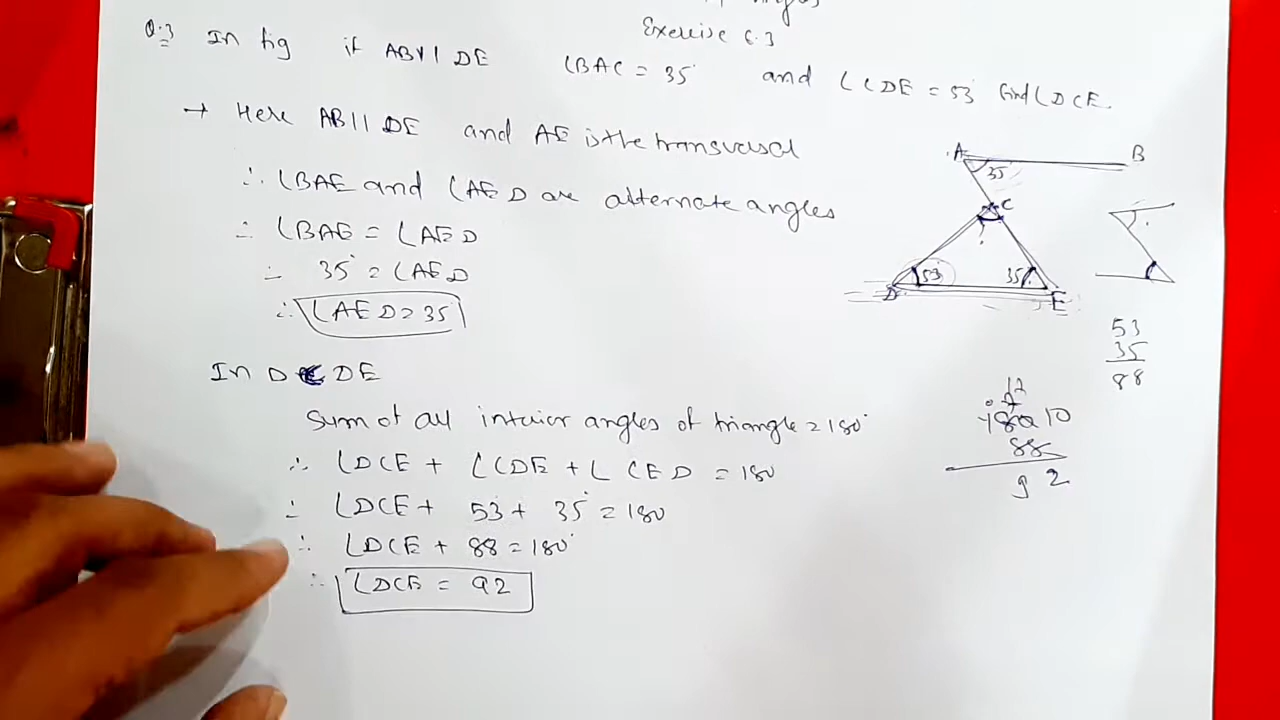 Exercise 6.3
Q.3 In fig if AB || DE ∠BAC = 35° and ∠CDE = 53° find ∠DCE.
→ Here AB || DE and AE is the transversal
∴ ∠BAE and ∠AED are alternate angles
∴ ∠BAE = ∠AED
∴ 35° = ∠AED
∴ ∠AED = 35°
In DE
Sum of all interior angles of triangle = 180°
∴ ∠DCE + ∠CDE + ∠CED = 180
∴ ∠DCE + 53° + 35° = 180
∴ ∠DCE + 88 = 180°
∴ ∠DCE = 92
A B
35
C
53 35
D E
53
35
88
88
92